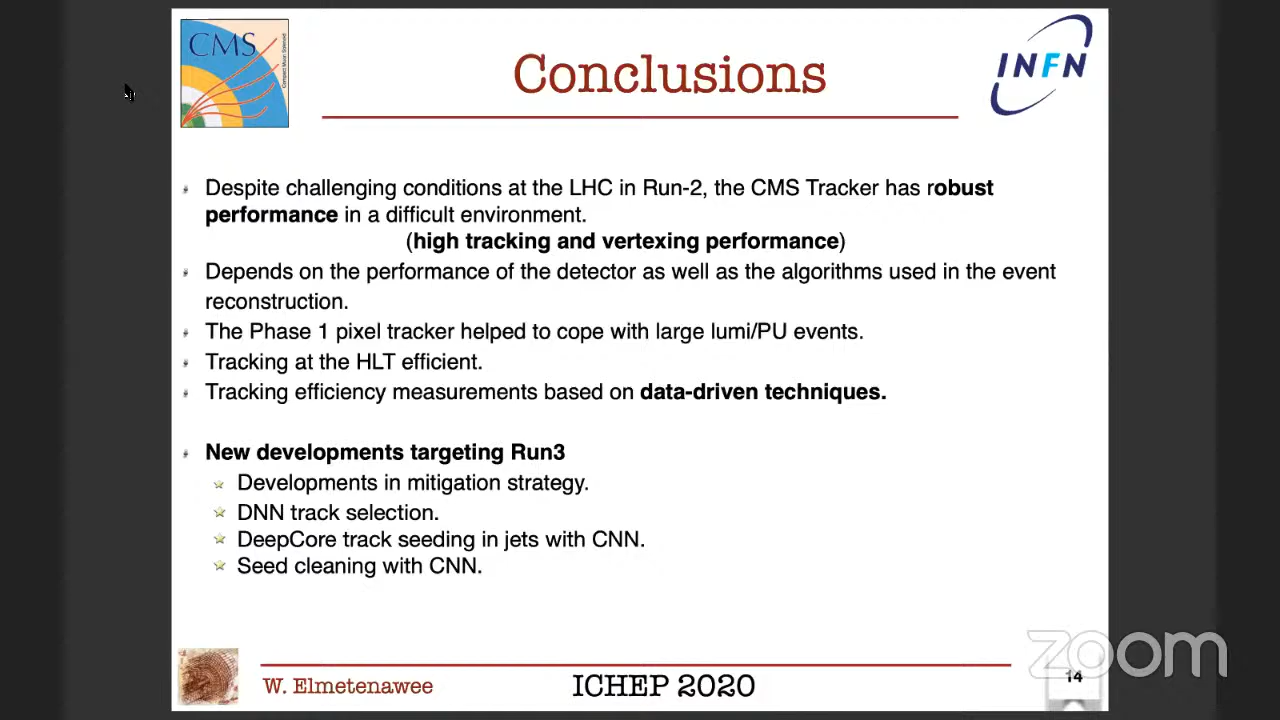 CMS
Compact Muon Solenoid
INFN
Conclusions
Despite challenging conditions at the LHC in Run-2, the CMS Tracker has robust
performance in a difficult environment.
(high tracking and vertexing performance)
Depends on the performance of the detector as well as the algorithms used in the event
reconstruction.
The Phase 1 pixel tracker helped to cope with large lumi/PU events.
Tracking at the HLT efficient.
Tracking efficiency measurements based on data-driven techniques.
New developments targeting Run3
Developments in mitigation strategy.
DNN track selection.
DeepCore track seeding in jets with CNN.
Seed cleaning with CNN.
W. Elmetenawee
ICHEP 2020
14
zoom